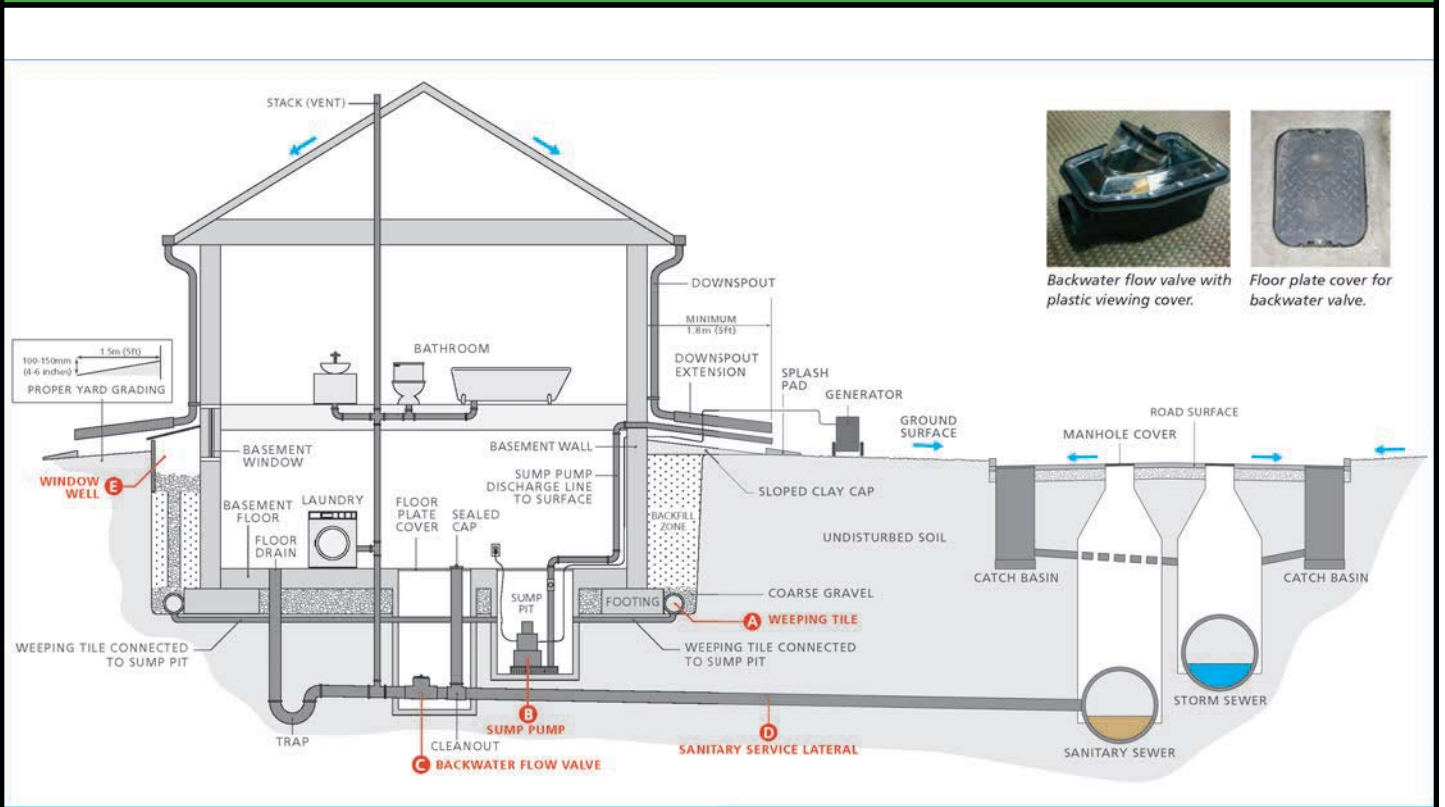 STACK (VENT)
Backwater flow valve with
plastic viewing cover.
Floor plate cover for
backwater valve.
DOWNSPOUT
MINIMUM
1.8m (5ft)
1.5m (5ft)
100-150mm
(4-6 inches)
PROPER YARD GRADING
BATHROOM
DOWNSPOUT
EXTENSION
SPLASH
PAD
GENERATOR
GROUND
SURFACE
ROAD SURFACE
MANHOLE COVER
BASEMENT
WINDOW
BASEMENT WALL
WINDOW
WELL E
SUMP PUMP
DISCHARGE LINE
TO SURFACE
SLOPED CLAY CAP
BASEMENT
FLOOR
LAUNDRY
FLOOR
PLATE
COVER
SEALED
CAP
BACKFILL
ZONE
FLOOR
DRAIN
UNDISTURBED SOIL
CATCH BASIN
CATCH BASIN
SUMP
PIT
FOOTING
COARSE GRAVEL
A WEEPING TILE
WEEPING TILE CONNECTED
TO SUMP PIT
WEEPING TILE CONNECTED
TO SUMP PIT
STORM SEWER
B
SUMP PUMP
D
SANITARY SERVICE LATERAL
SANITARY SEWER
TRAP
CLEANOUT
C BACKWATER FLOW VALVE